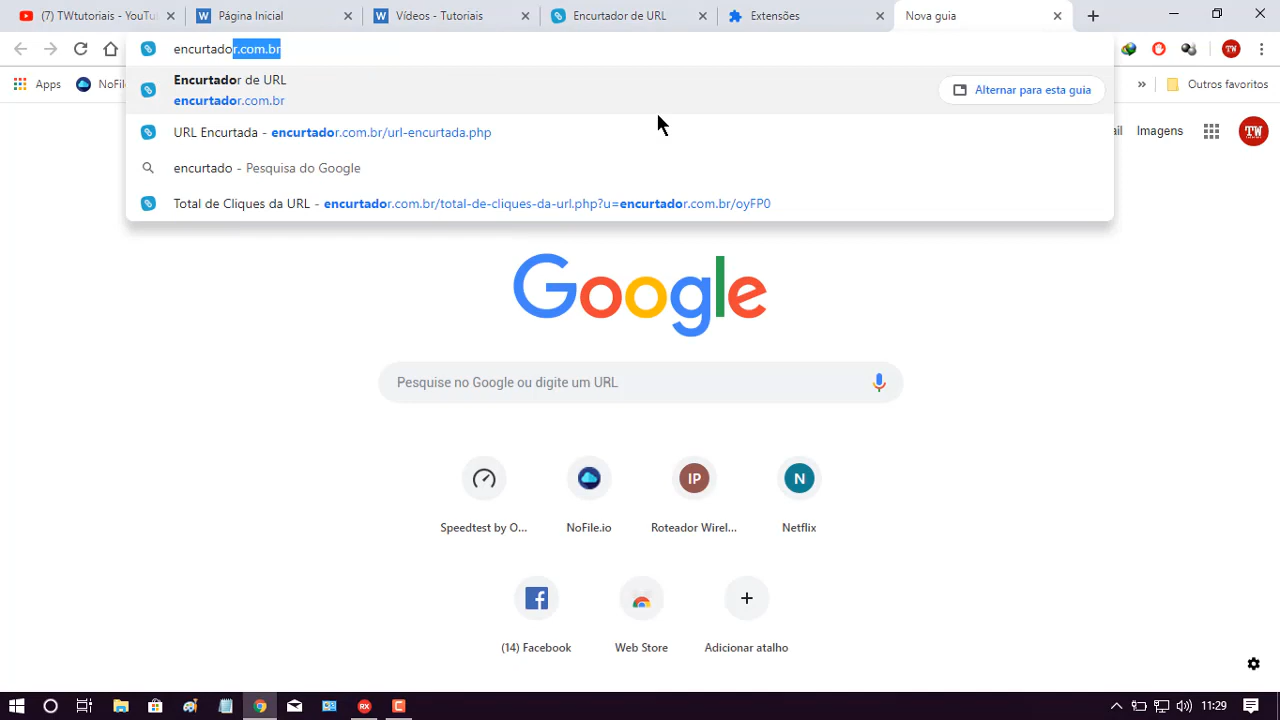 (7) TWtutoriais - YouTu
Página Inicial
Vídeos - Tutoriais
Encurtador de URL
Extensões
Nova guia
encurtador.com.br
Apps
NoFil
Outros favoritos
Encurtador de URL
encurtador.com.br
Alternar para esta guia
URL Encurtada - encurtador.com.br/url-encurtada.php
ail
Imagens
TW
encurtado - Pesquisa do Google
Total de Cliques da URL - encurtador.com.br/total-de-cliques-da-url.php?u=encurtador.com.br/oyFP0
Google
Pesquise no Google ou digite um URL
IP
N
Speedtest by O...
NoFile.io
Roteador Wirel...
Netflix
(14) Facebook
Web Store
Adicionar atalho
11:29